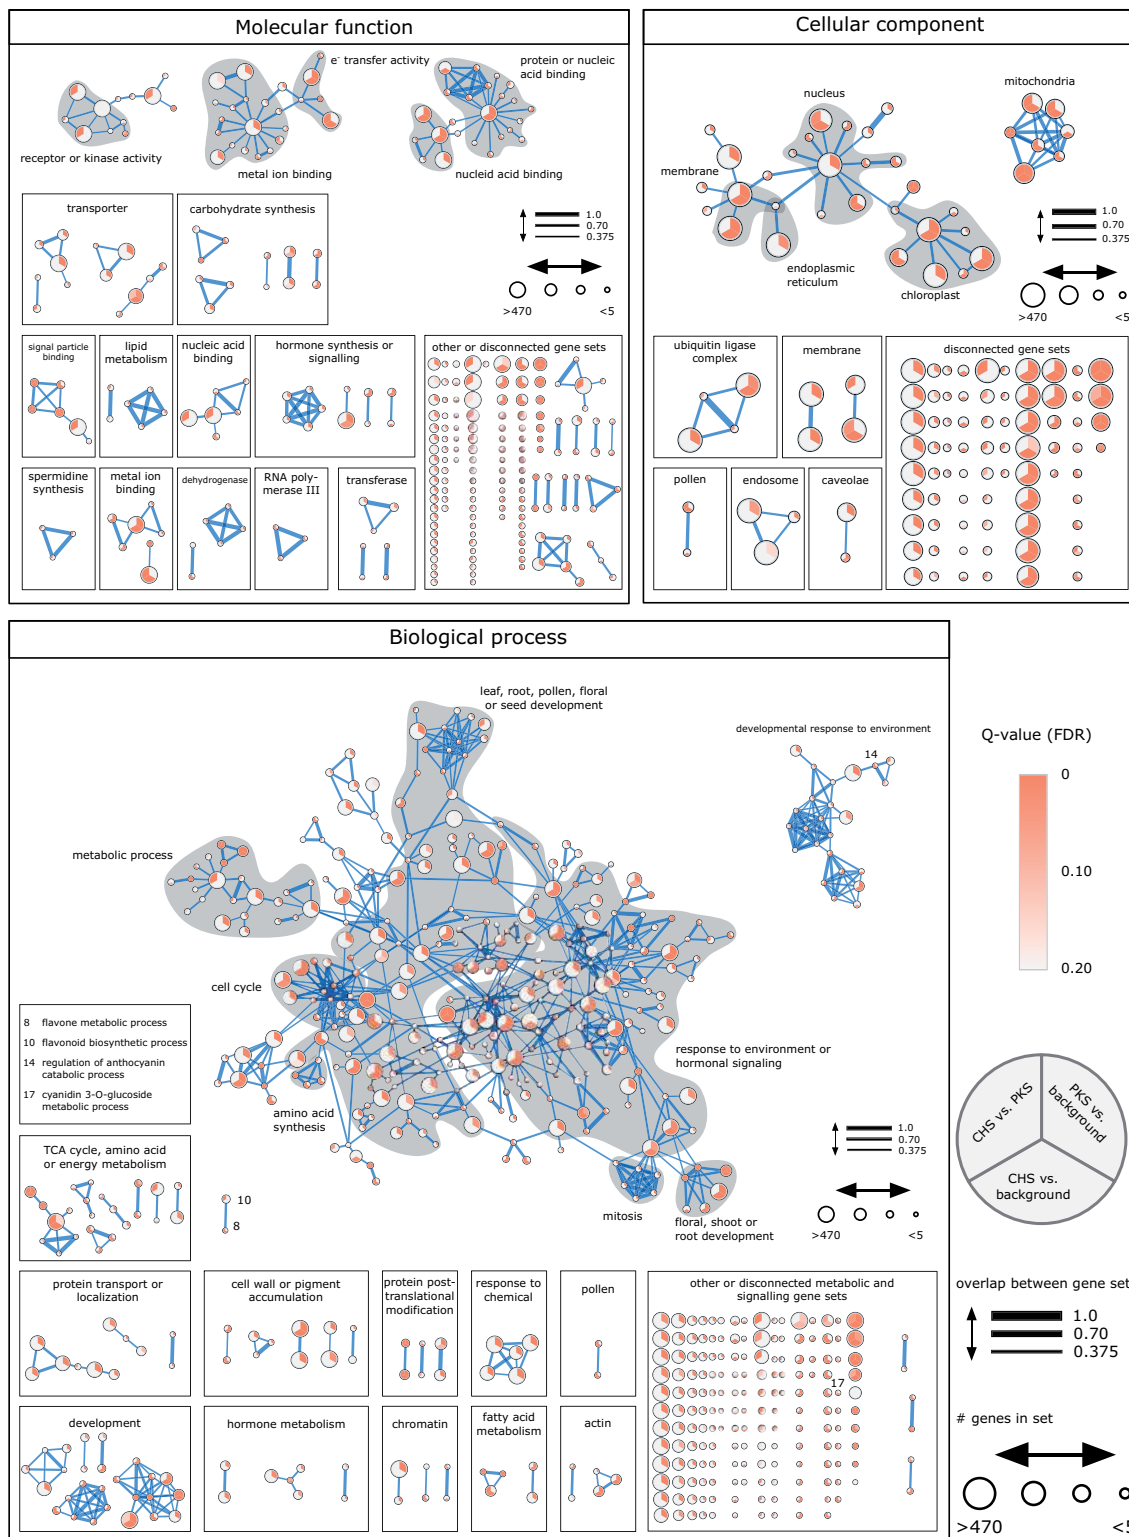 Molecular function
e⁻ transfer activity
protein or nucleic
acid binding
receptor or kinase activity
metal ion binding
nucleid acid binding
transporter
carbohydrate synthesis
1.0
0.70
0.375
>470
<5
signal particle
binding
lipid
metabolism
nucleic acid
binding
hormone synthesis or
signalling
other or disconnected gene sets
spermidine
synthesis
metal ion
binding
dehydrogenase
RNA poly-
merase III
transferase
Cellular component
mitochondria
nucleus
membrane
endoplasmic
reticulum
chloroplast
1.0
0.70
0.375
>470
<5
ubiquitin ligase
complex
membrane
disconnected gene sets
pollen
endosome
caveolae
Biological process
leaf, root, pollen, floral
or seed development
developmental response to environment
14
metabolic process
cell cycle
8 flavone metabolic process
10 flavonoid biosynthetic process
14 regulation of anthocyanin
catabolic process
17 cyanidin 3-O-glucoside
metabolic process
response to environment or
hormonal signaling
amino acid
synthesis
TCA cycle, amino acid
or energy metabolism
10
8
mitosis
floral, shoot or
root development
1.0
0.70
0.375
>470
<5
protein transport or
localization
cell wall or pigment
accumulation
protein post-
translational
modification
response to
chemical
pollen
other or disconnected metabolic and
signalling gene sets
17
development
hormone metabolism
chromatin
fatty acid
metabolism
actin
Q-value (FDR)
0
0.10
0.20
CHS vs. PKS
PKS vs.
background
CHS vs.
background
overlap between gene set
1.0
0.70
0.375
# genes in set
>470
<5